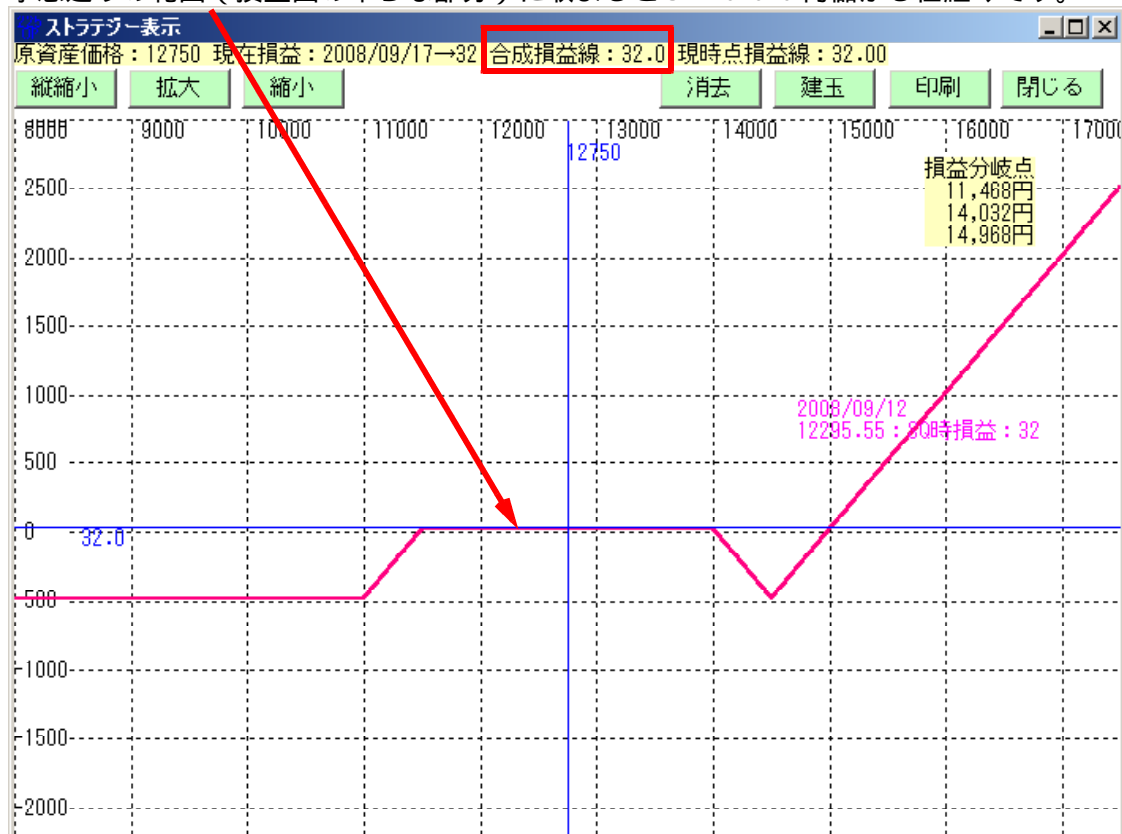 ストラテジー表示
原資産価格：12750 現在損益：2008/09/17→32 合成損益線：32.0 現時点損益線：32.00
縦縮小 拡大 縮小 消去 建玉 印刷 閉じる
9000 10000 11000 12000 13000 14000 15000 16000 17000
12750
損益分岐点
11,468円
14,032円
14,968円
2500
2000
1500
1000
2008/09/12
12295.55：SQ時損益：32
500
0
32.0
-500
-1000
-1500
-2000